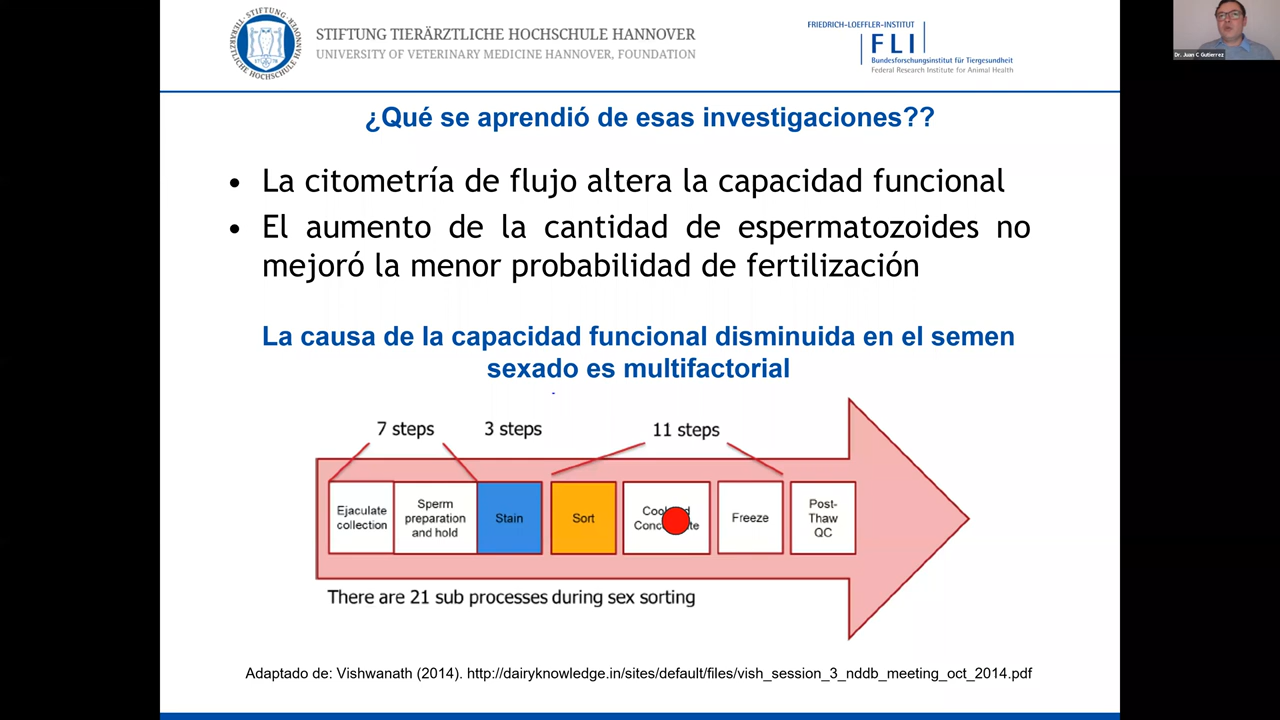 STIFTUNG TIERÄRZTLICHE HOCHSCHULE HANNOVER
UNIVERSITY OF VETERINARY MEDICINE HANNOVER, FOUNDATION
FRIEDRICH-LOEFFLER-INSTITUT
FLI
Bundesforschungsinstitut für Tiergesundheit
Federal Research Institute for Animal Health
Dr. Juan C Gutierrez
¿Qué se aprendió de esas investigaciones??
• La citometría de flujo altera la capacidad funcional
• El aumento de la cantidad de espermatozoides no
mejoró la menor probabilidad de fertilización
La causa de la capacidad funcional disminuida en el semen
sexado es multifactorial
7 steps
3 steps
11 steps
Ejaculate
collection
Sperm
preparation
and hold
Stain
Sort
Freeze
Post-
Thaw
QC
There are 21 sub processes during sex sorting
Adaptado de: Vishwanath (2014). http://dairyknowledge.in/sites/default/files/vish_session_3_nddb_meeting_oct_2014.pdf